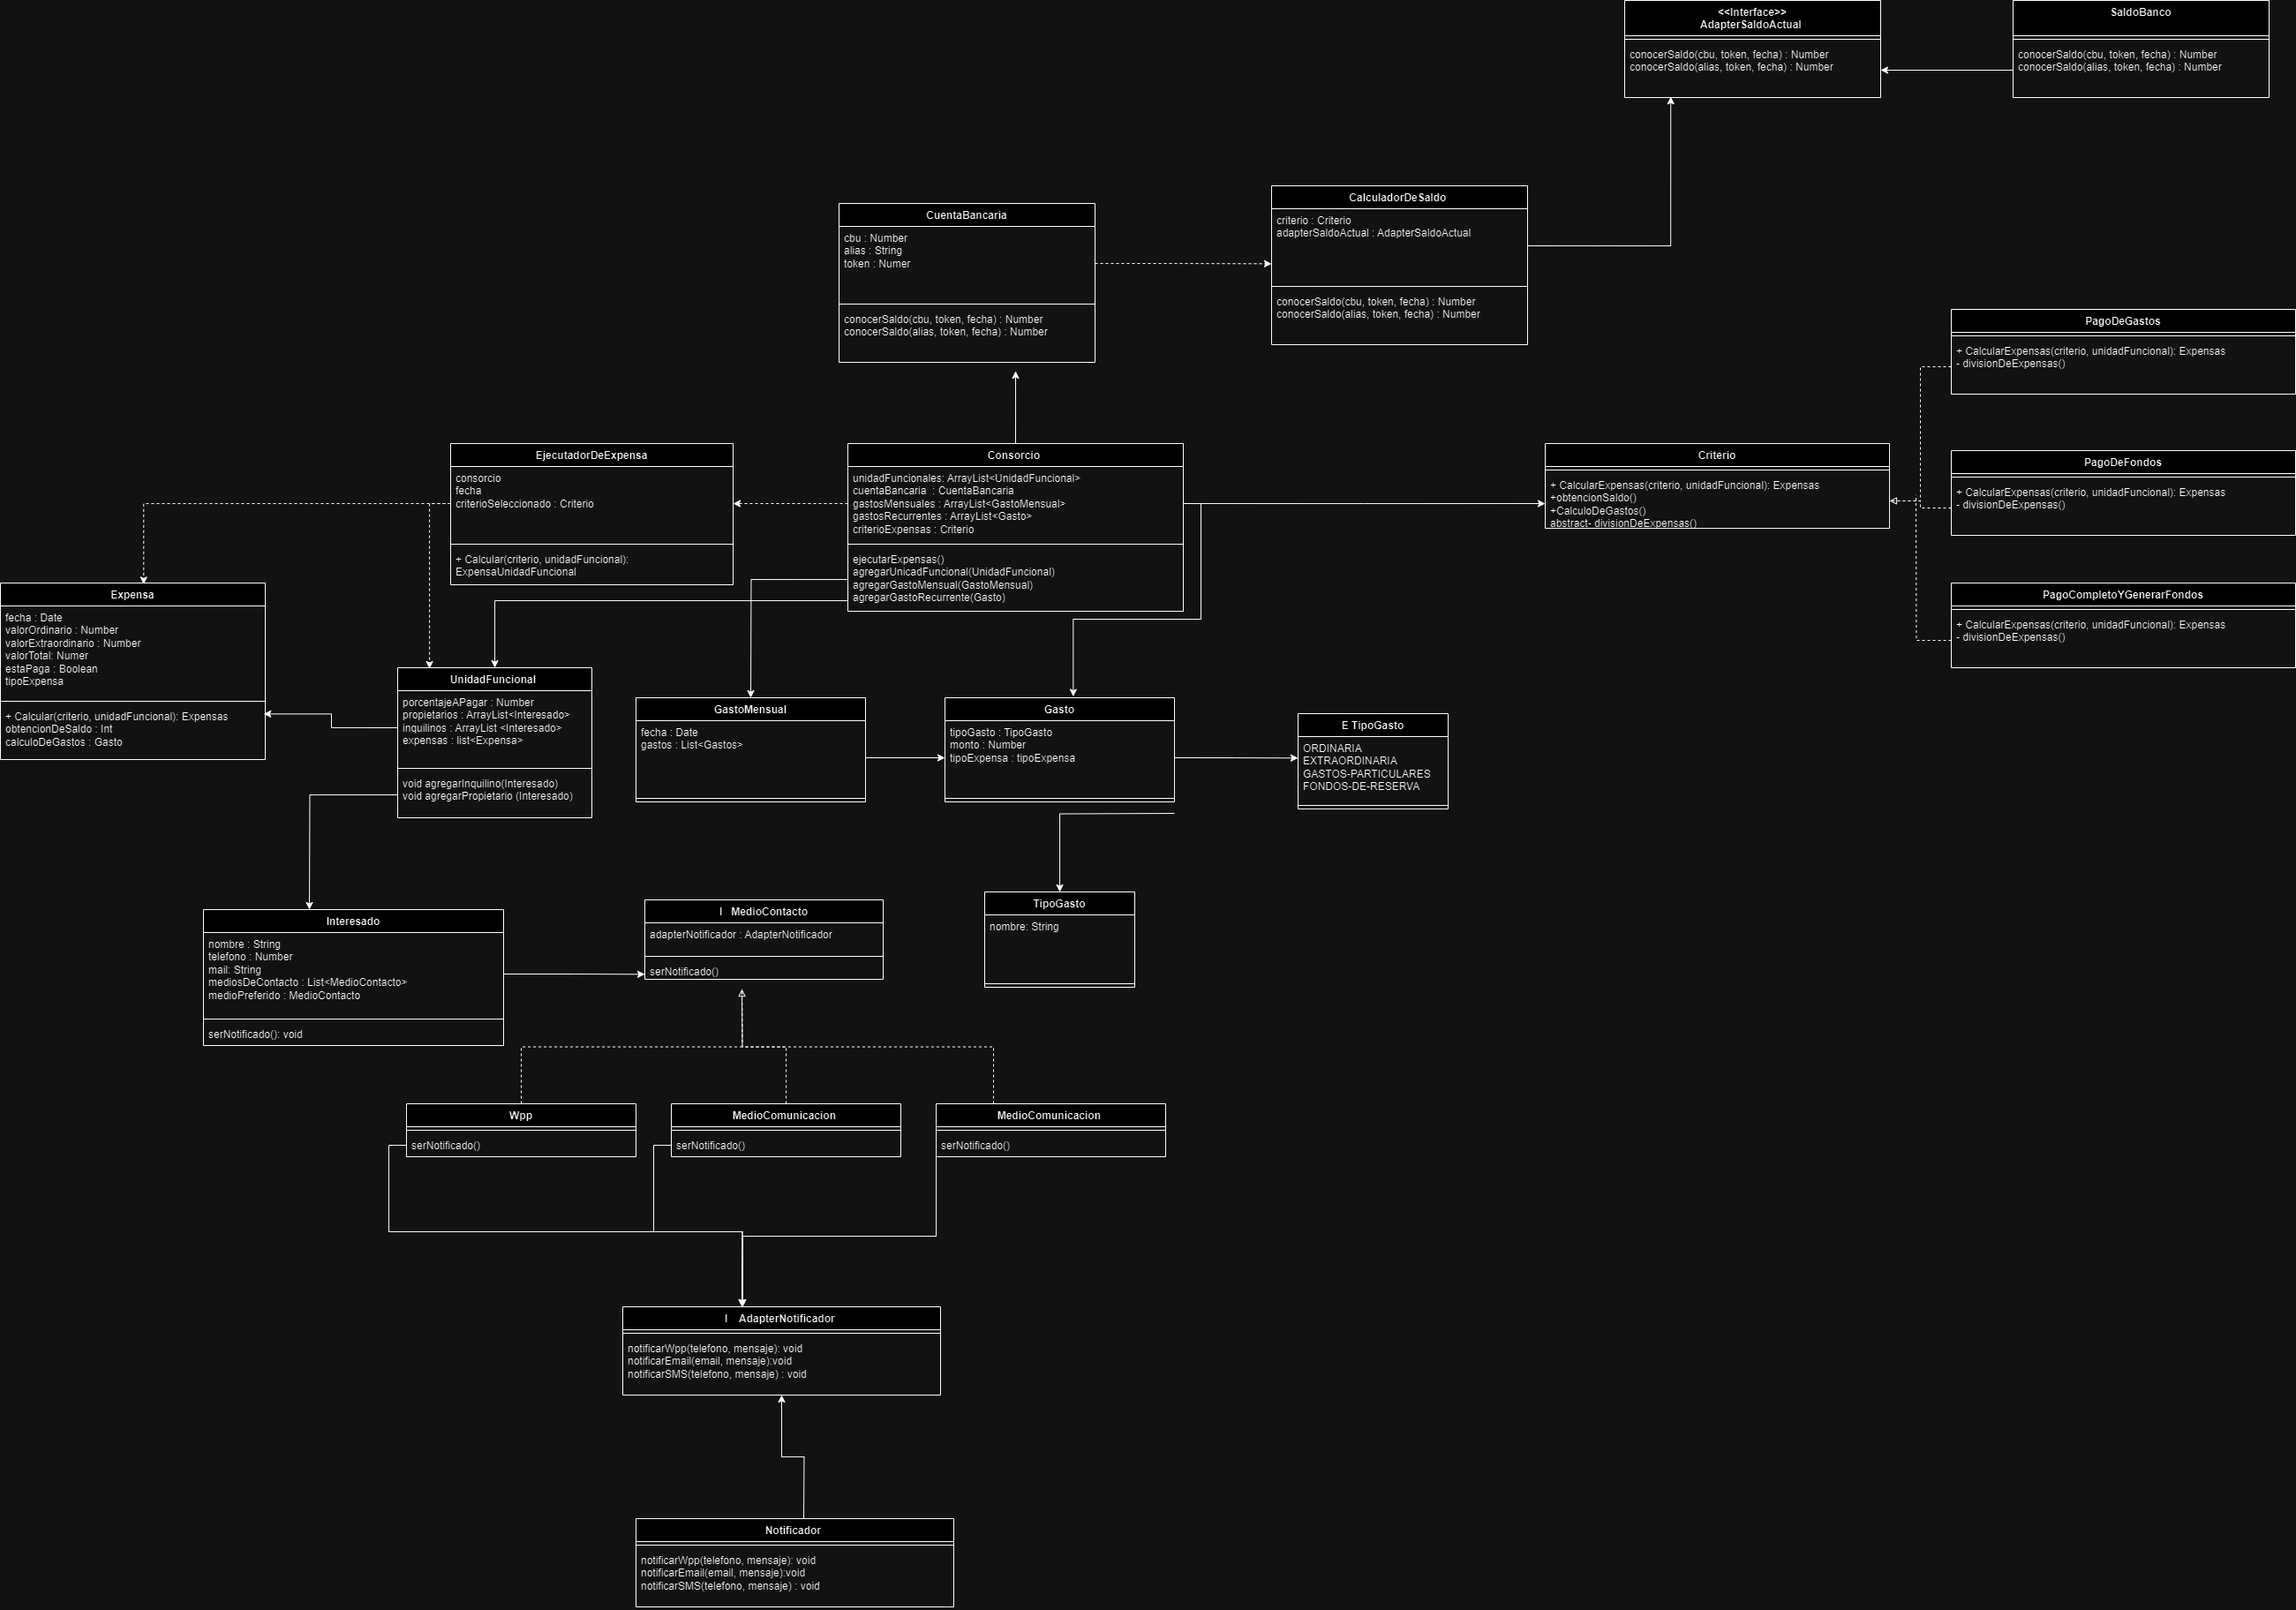 <<Interface>>
AdapterSaldoActual
conocerSaldo(cbu, token, fecha) : Number
conocerSaldo(alias, token, fecha) : Number
SaldoBanco
conocerSaldo(cbu, token, fecha) : Number
conocerSaldo(alias, token, fecha) : Number
CuentaBancaria
cbu : Number
alias : String
token : Numer
conocerSaldo(cbu, token, fecha) : Number
conocerSaldo(alias, token, fecha) : Number
CalculadorDeSaldo
criterio : Criterio
adapterSaldoActual : AdapterSaldoActual
conocerSaldo(cbu, token, fecha) : Number
conocerSaldo(alias, token, fecha) : Number
PagoDeGastos
+ CalcularExpensas(criterio, unidadFuncional): Expensas
- divisionDeExpensas()
EjecutadorDeExpensa
consorcio
fecha
criterioSeleccionado : Criterio
+ Calcular(criterio, unidadFuncional):
ExpensaUnidadFuncional
Consorcio
unidadFuncionales: ArrayList<UnidadFuncional>
cuentaBancaria : CuentaBancaria
gastosMensuales : ArrayList<GastoMensual>
gastosRecurrentes : ArrayList<Gasto>
criterioExpensas : Criterio
ejecutarExpensas()
agregarUnicadFuncional(UnidadFuncional)
agregarGastoMensual(GastoMensual)
agregarGastoRecurrente(Gasto)
Criterio
+ CalcularExpensas(criterio, unidadFuncional): Expensas
+obtencionSaldo()
+CalculoDeGastos()
abstract- divisionDeExpensas()
PagoDeFondos
+ CalcularExpensas(criterio, unidadFuncional): Expensas
- divisionDeExpensas()
PagoCompletoYGenerarFondos
+ CalcularExpensas(criterio, unidadFuncional): Expensas
- divisionDeExpensas()
Expensa
fecha : Date
valorOrdinario : Number
valorExtraordinario : Number
valorTotal: Numer
estaPaga : Boolean
tipoExpensa
+ Calcular(criterio, unidadFuncional): Expensas
obtencionDeSaldo : Int
calculoDeGastos : Gasto
UnidadFuncional
porcentajeAPagar : Number
propietarios : ArrayList<Interesado>
inquilinos : ArrayList <Interesado>
expensas : list<Expensa>
void agregarInquilino(Interesado)
void agregarPropietario (Interesado)
GastoMensual
fecha : Date
gastos : List<Gastos>
Gasto
tipoGasto : TipoGasto
monto : Number
tipoExpensa : tipoExpensa
E TipoGasto
ORDINARIA
EXTRAORDINARIA
GASTOS-PARTICULARES
FONDOS-DE-RESERVA
Interesado
nombre : String
telefono : Number
mail: String
mediosDeContacto : List<MedioContacto>
medioPreferido : MedioContacto
serNotificado(): void
I MedioContacto
adapterNotificador : AdapterNotificador
serNotificado()
TipoGasto
nombre: String
Wpp
serNotificado()
MedioComunicacion
serNotificado()
MedioComunicacion
serNotificado()
I AdapterNotificador
notificarWpp(telefono, mensaje): void
notificarEmail(email, mensaje):void
notificarSMS(telefono, mensaje) : void
Notificador
notificarWpp(telefono, mensaje): void
notificarEmail(email, mensaje):void
notificarSMS(telefono, mensaje) : void